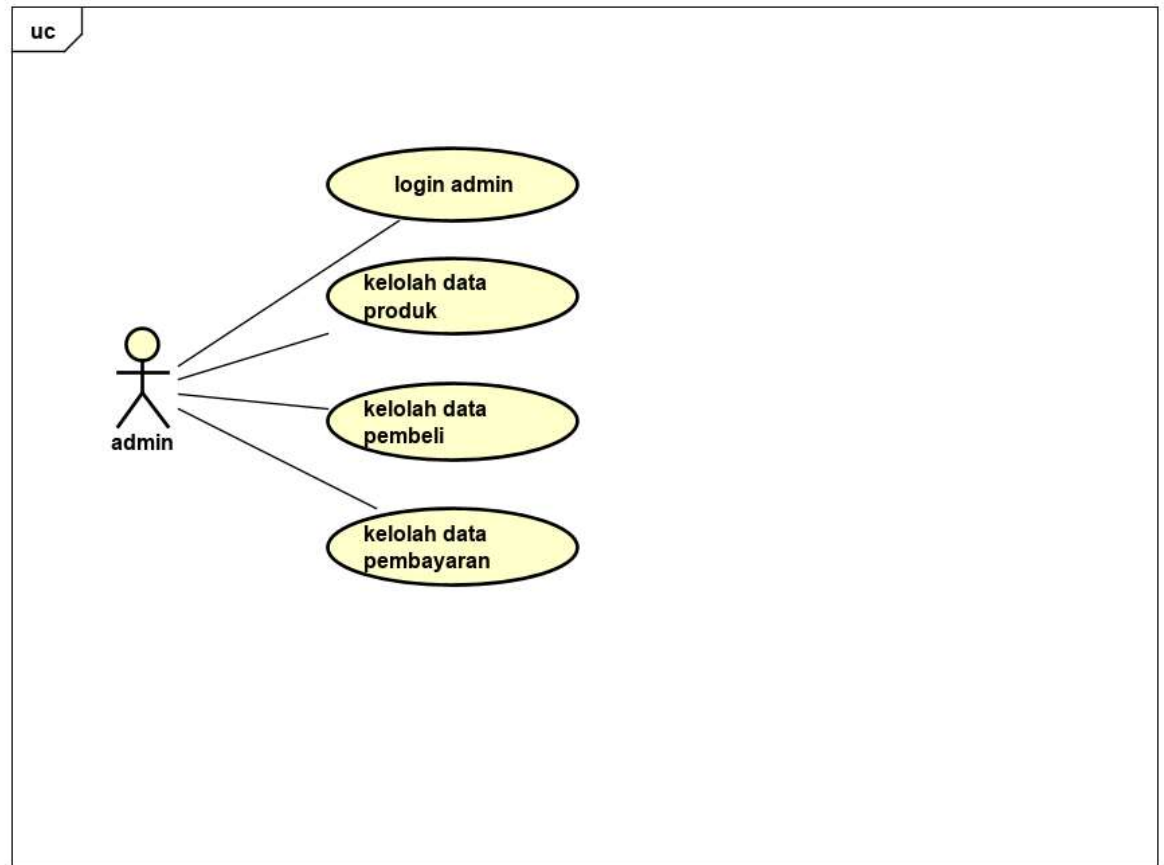 uc
login admin
kelolah data
produk
kelolah data
pembeli
admin
kelolah data
pembayaran